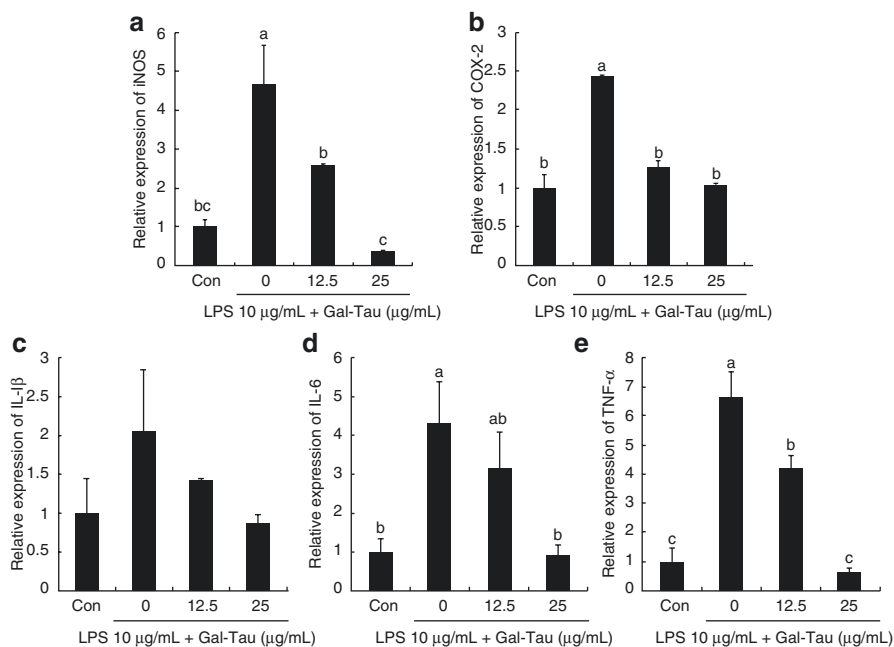 a
Relative expression of iNOS
6
5
4
3
2
1
0
bc
a
b
c
Con
0
12.5
25
LPS 10 µg/mL + Gal-Tau (µg/mL)
b
Relative expression of COX-2
3
2.5
2
1.5
1
0.5
0
b
a
b
b
Con
0
12.5
25
LPS 10 µg/mL + Gal-Tau (µg/mL)
c
Relative expression of IL-Iβ
3
2.5
2
1.5
1
0.5
0
Con
0
12.5
25
LPS 10 µg/mL + Gal-Tau (µg/mL)
d
Relative expression of IL-6
6
5
4
3
2
1
0
b
a
ab
b
Con
0
12.5
25
LPS 10 µg/mL + Gal-Tau (µg/mL)
e
Relative expression of TNF-α
8
7
6
5
4
3
2
1
0
c
a
b
c
Con
0
12.5
25
LPS 10 µg/mL + Gal-Tau (µg/mL)